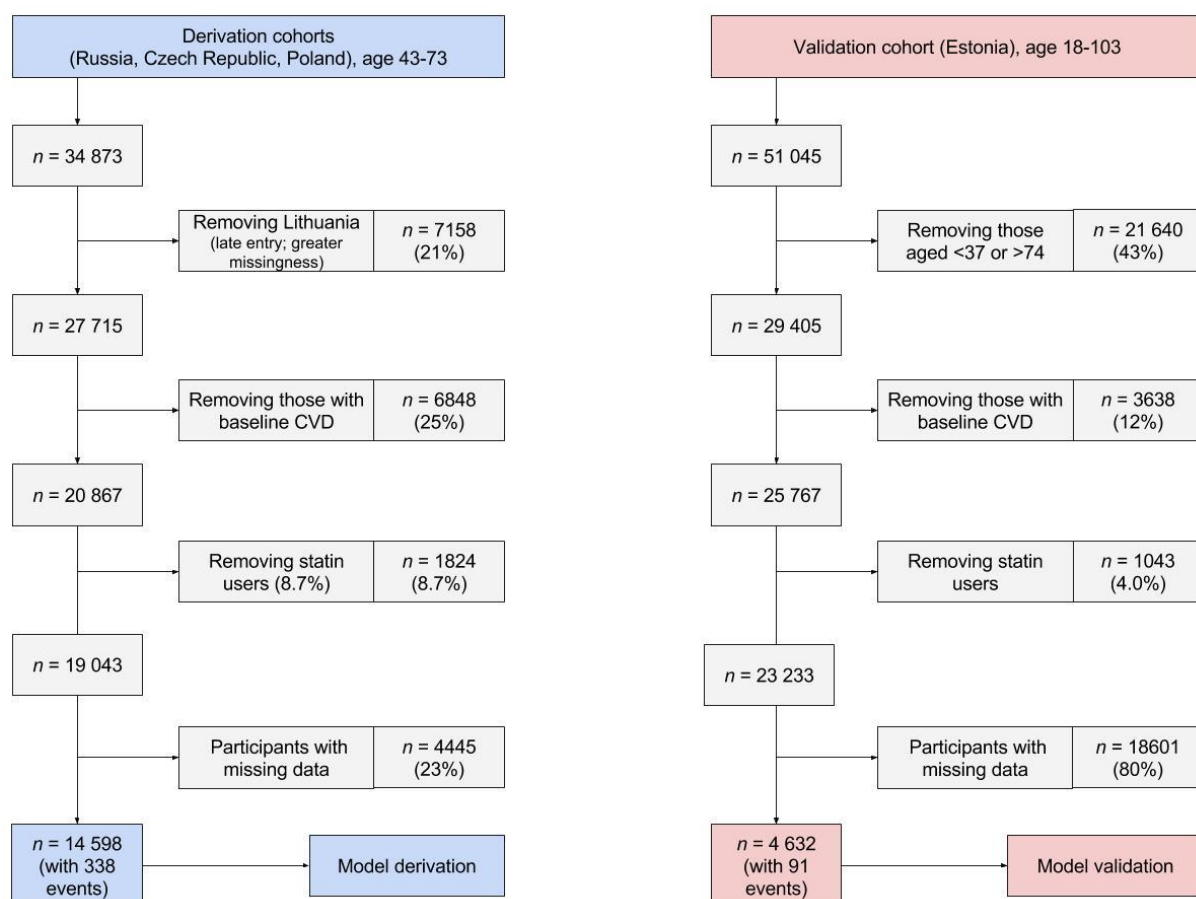 Derivation cohorts
(Russia, Czech Republic, Poland), age 43-73
n = 34 873
Removing Lithuania
(late entry; greater
missingness)
n = 7158
(21%)
n = 27 715
Removing those with
baseline CVD
n = 6848
(25%)
n = 20 867
Removing statin
users (8.7%)
n = 1824
(8.7%)
n = 19 043
Participants with
missing data
n = 4445
(23%)
n = 14 598
(with 338
events)
Model derivation
Validation cohort (Estonia), age 18-103
n = 51 045
Removing those
aged <37 or >74
n = 21 640
(43%)
n = 29 405
Removing those with
baseline CVD
n = 3638
(12%)
n = 25 767
Removing statin
users
n = 1043
(4.0%)
n = 23 233
Participants with
missing data
n = 18601
(80%)
n = 4 632
(with 91
events)
Model validation